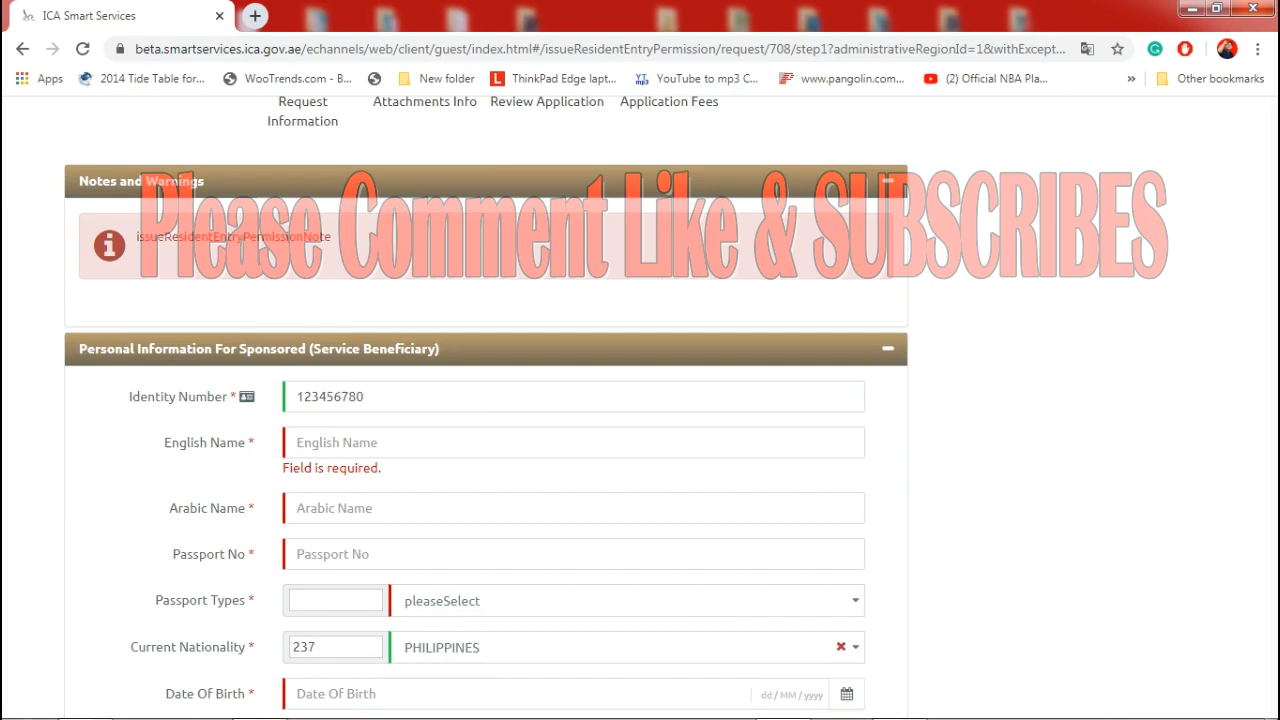 ICA Smart Services
beta.smartservices.ica.gov.ae/echannels/web/client/guest/index.html#/issueResidentEntryPermission/request/708/step1?administrativeRegionId=1&withExcept...
Apps 2014 Tide Table for... WooTrends.com - B... New folder L ThinkPad Edge lapt... YT mp3 YouTube to mp3 C... www.pangolin.com... (2) Official NBA Pla... » Other bookmarks
Request Information
Attachments Info
Review Application
Application Fees
Notes and Warnings
Please Comment Like & SUBSCRIBES
issueResidentEntryPermissionNote
Personal Information For Sponsored (Service Beneficiary)
Identity Number * 123456780
English Name * English Name
Field is required.
Arabic Name * Arabic Name
Passport No * Passport No
Passport Types * pleaseSelect
Current Nationality * 237 PHILIPPINES
Date Of Birth * Date Of Birth dd / MM / yyyy